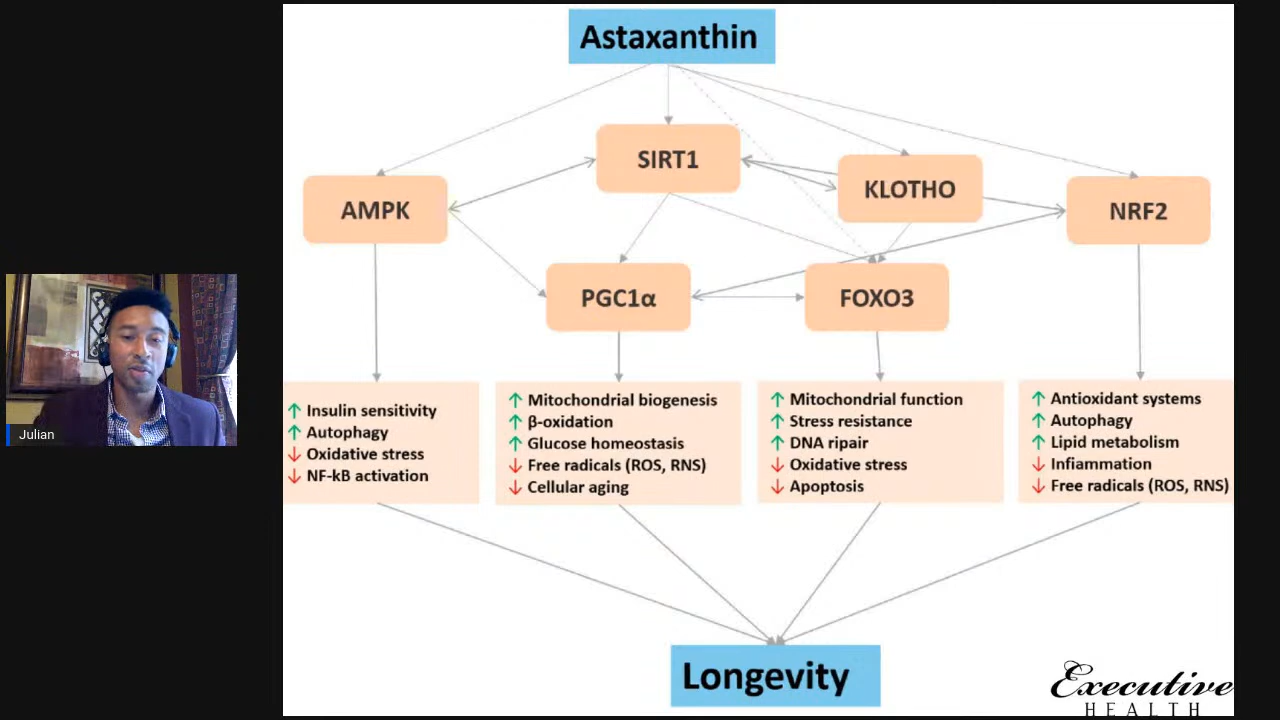 Astaxanthin
SIRT1
KLOTHO
AMPK
NRF2
PGC1α
FOXO3
↑ Insulin sensitivity
↑ Autophagy
↓ Oxidative stress
↓ NF-kB activation
↑ Mitochondrial biogenesis
↑ β-oxidation
↑ Glucose homeostasis
↓ Free radicals (ROS, RNS)
↓ Cellular aging
↑ Mitochondrial function
↑ Stress resistance
↑ DNA ripair
↓ Oxidative stress
↓ Apoptosis
↑ Antioxidant systems
↑ Autophagy
↑ Lipid metabolism
↓ Infiammation
↓ Free radicals (ROS, RNS)
Julian
Longevity
Executive
HEALTH